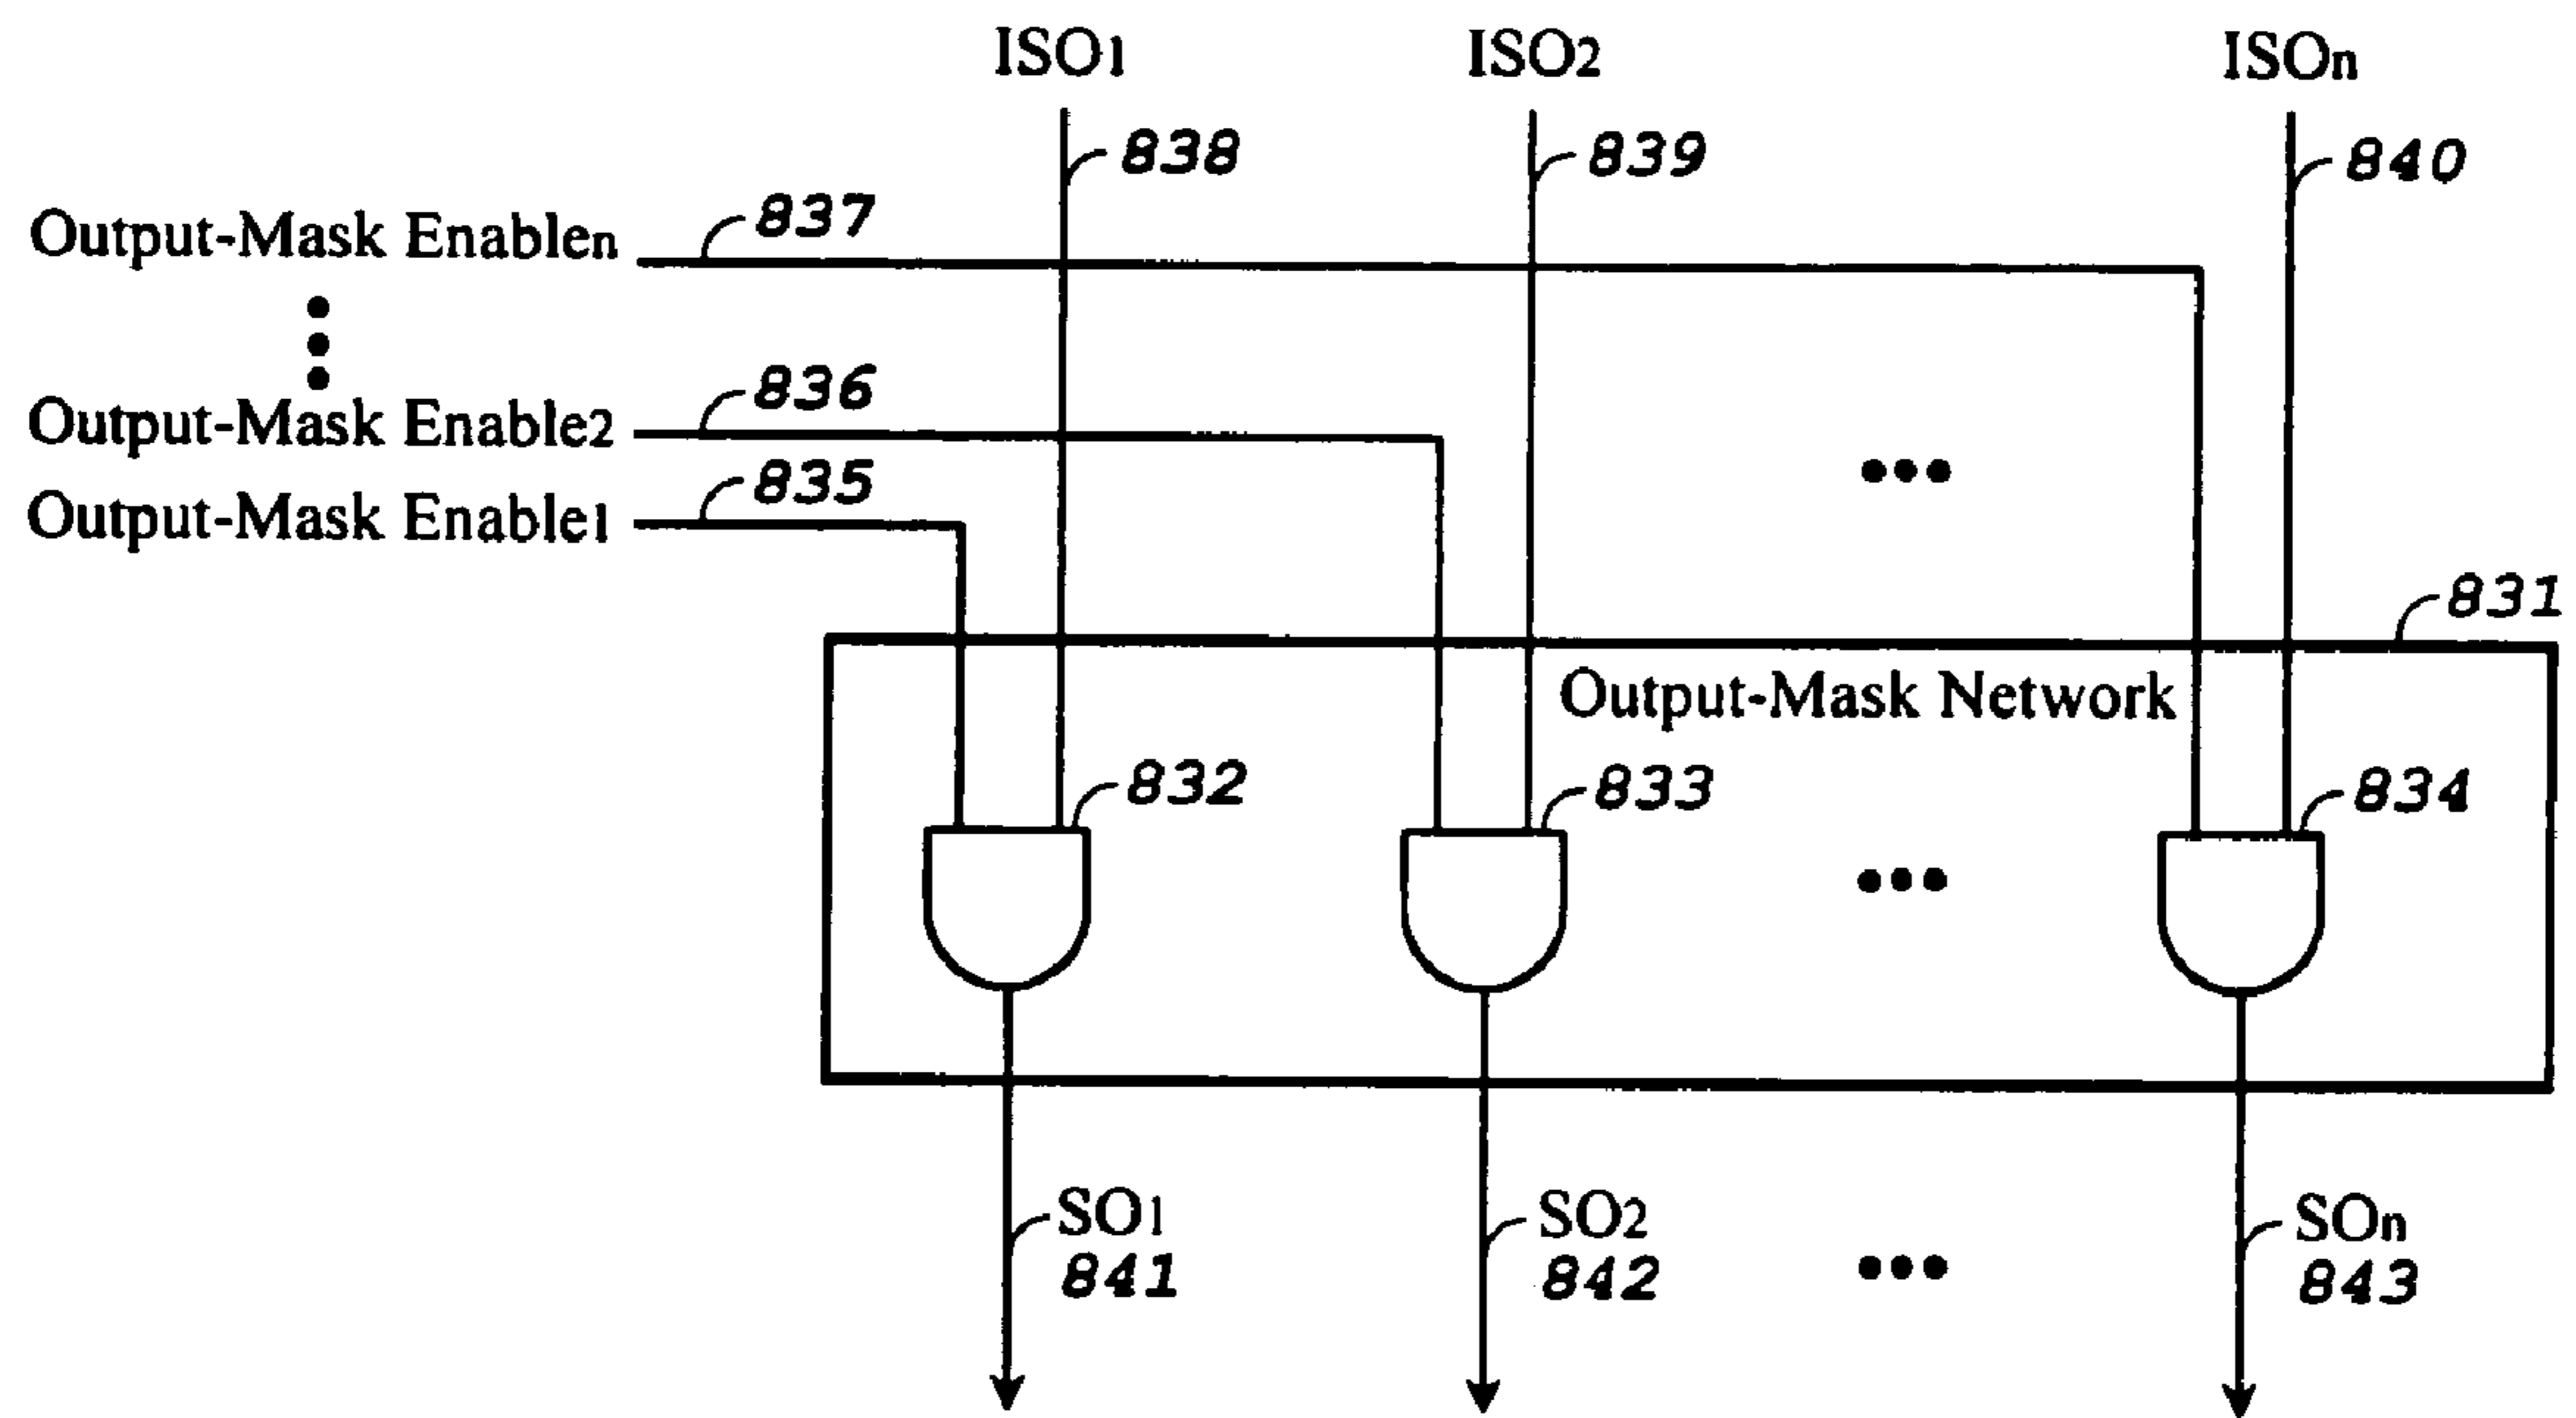 ISO1 ISO2 ISOn
838 839 840
Output-Mask Enablen 837
Output-Mask Enable2 836
Output-Mask Enable1 835
831
Output-Mask Network
832 833 834
SO1 SO2 SOn
841 842 843